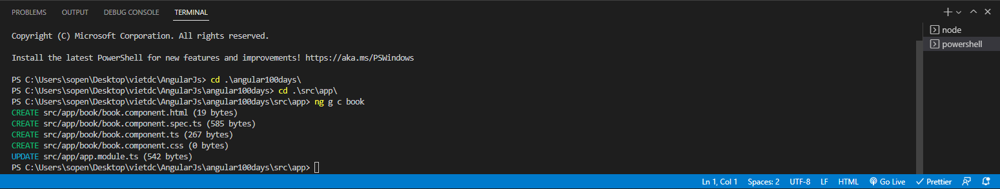 PROBLEMS OUTPUT DEBUG CONSOLE TERMINAL
Copyright (C) Microsoft Corporation. All rights reserved.
Install the latest PowerShell for new features and improvements! https://aka.ms/PSWindows
PS C:\Users\sopen\Desktop\vietdc\AngularJs> cd .\angular100days\
PS C:\Users\sopen\Desktop\vietdc\AngularJs\angular100days> cd .\src\app\
PS C:\Users\sopen\Desktop\vietdc\AngularJs\angular100days\src\app> ng g c book
CREATE src/app/book/book.component.html (19 bytes)
CREATE src/app/book/book.component.spec.ts (585 bytes)
CREATE src/app/book/book.component.ts (267 bytes)
CREATE src/app/book/book.component.css (0 bytes)
UPDATE src/app/app.module.ts (542 bytes)
PS C:\Users\sopen\Desktop\vietdc\AngularJs\angular100days\src\app>
node
powershell
Ln 1, Col 1 Spaces: 2 UTF-8 LF HTML Go Live Prettier